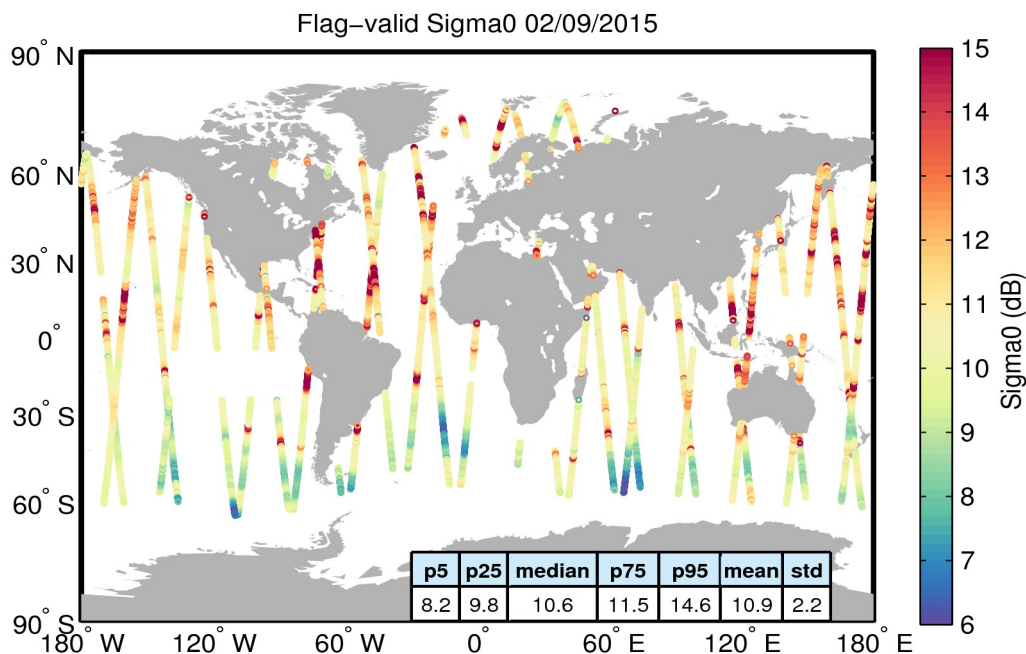 Flag−valid Sigma0 02/09/2015
90° N
60° N
30° N
0°
30° S
60° S
90° S
180° W
120° W
60° W
0°
60° E
120° E
180° E
p5 p25 median p75 p95 mean std
8.2 9.8 10.6 11.5 14.6 10.9 2.2
15
14
13
12
11
10
9
8
7
6
Sigma0 (dB)